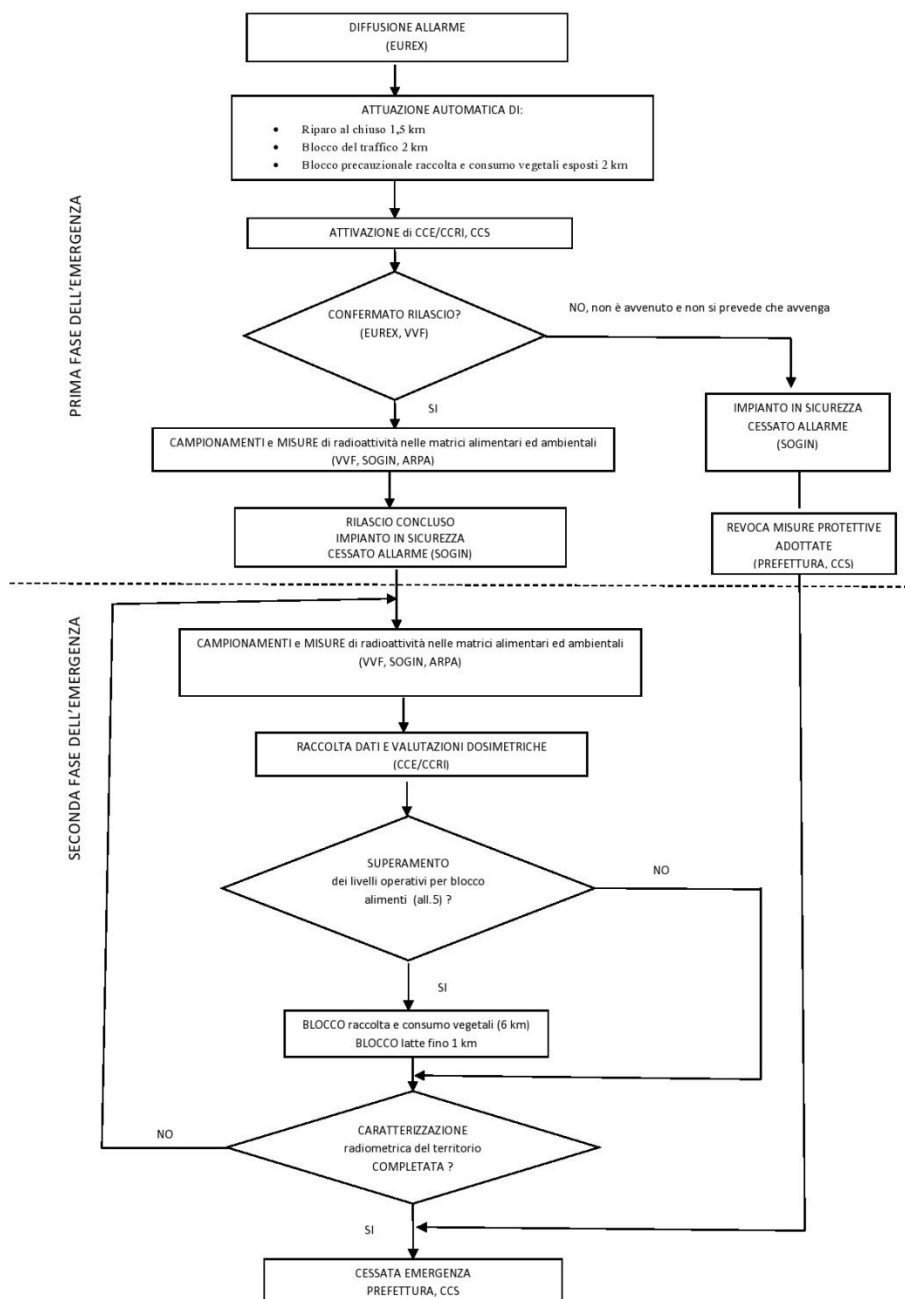 DIFFUSIONE ALLARME
(EUREX)
ATTUAZIONE AUTOMATICA DI:
• Riparo al chiuso 1,5 km
• Blocco del traffico 2 km
• Blocco precauzionale raccolta e consumo vegetali esposti 2 km
ATTIVAZIONE di CCE/CCRI, CCS
PRIMA FASE DELL'EMERGENZA
CONFERMATO RILASCIO?
(EUREX, VVF)
NO, non è avvenuto e non si prevede che avvenga
SI
IMPIANTO IN SICUREZZA
CESSATO ALLARME
(SOGIN)
CAMPIONAMENTI e MISURE di radioattività nelle matrici alimentari ed ambientali
(VVF, SOGIN, ARPA)
RILASCIO CONCLUSO
IMPIANTO IN SICUREZZA
CESSATO ALLARME (SOGIN)
REVOCA MISURE PROTETTIVE
ADOTTATE
(PREFETTURA, CCS)
SECONDA FASE DELL'EMERGENZA
CAMPIONAMENTI e MISURE di radioattività nelle matrici alimentari ed ambientali
(VVF, SOGIN, ARPA)
RACCOLTA DATI E VALUTAZIONI DOSIMETRICHE
(CCE/CCRI)
SUPERAMENTO
dei livelli operativi per blocco
alimenti (all.5) ?
NO
SI
BLOCCO raccolta e consumo vegetali (6 km)
BLOCCO latte fino 1 km
CARATTERIZZAZIONE
radiometrica del territorio
COMPLETATA ?
NO
SI
CESSATA EMERGENZA
PREFETTURA, CCS